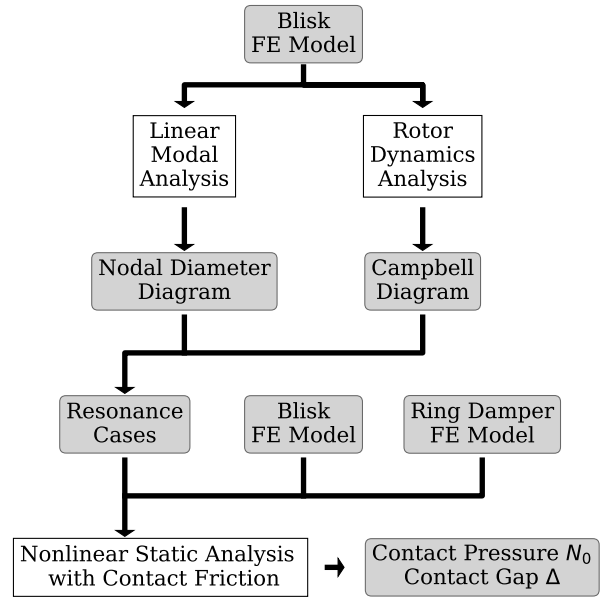 Blisk
FE Model
Linear
Modal
Analysis
Rotor
Dynamics
Analysis
Nodal Diameter
Diagram
Campbell
Diagram
Resonance
Cases
Blisk
FE Model
Ring Damper
FE Model
Nonlinear Static Analysis
with Contact Friction
Contact Pressure N₀
Contact Gap Δ